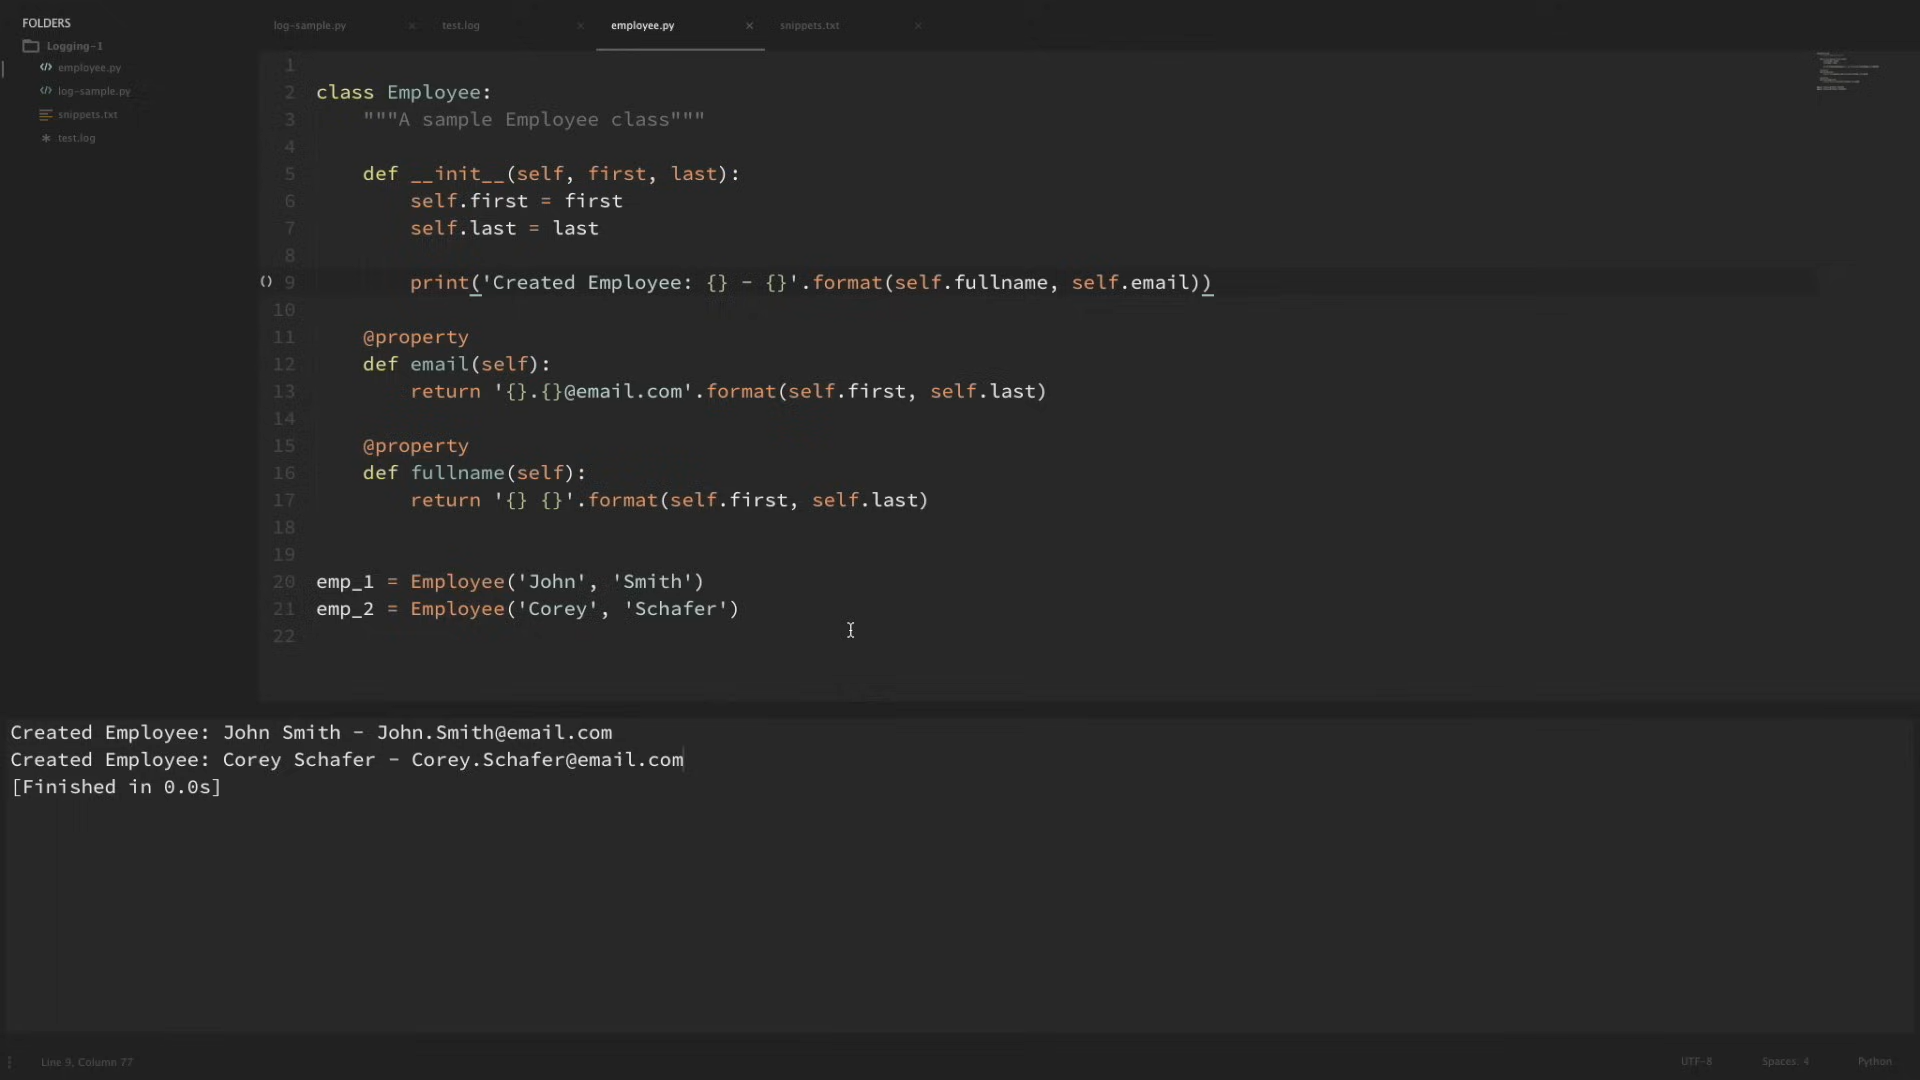 FOLDERS
Logging-1
employee.py
log-sample.py
snippets.txt
test.log
log-sample.py × test.log × employee.py × snippets.txt ×
1
2 class Employee:
3     """A sample Employee class"""
4
5     def __init__(self, first, last):
6         self.first = first
7         self.last = last
8
() 9         print('Created Employee: {} - {}'.format(self.fullname, self.email))
10
11     @property
12     def email(self):
13         return '{}.{}@email.com'.format(self.first, self.last)
14
15     @property
16     def fullname(self):
17         return '{} {}'.format(self.first, self.last)
18
19
20 emp_1 = Employee('John', 'Smith')
21 emp_2 = Employee('Corey', 'Schafer')
22
Created Employee: John Smith - John.Smith@email.com
Created Employee: Corey Schafer - Corey.Schafer@email.com
[Finished in 0.0s]
Line 9, Column 77 UTF-8 Spaces: 4 Python